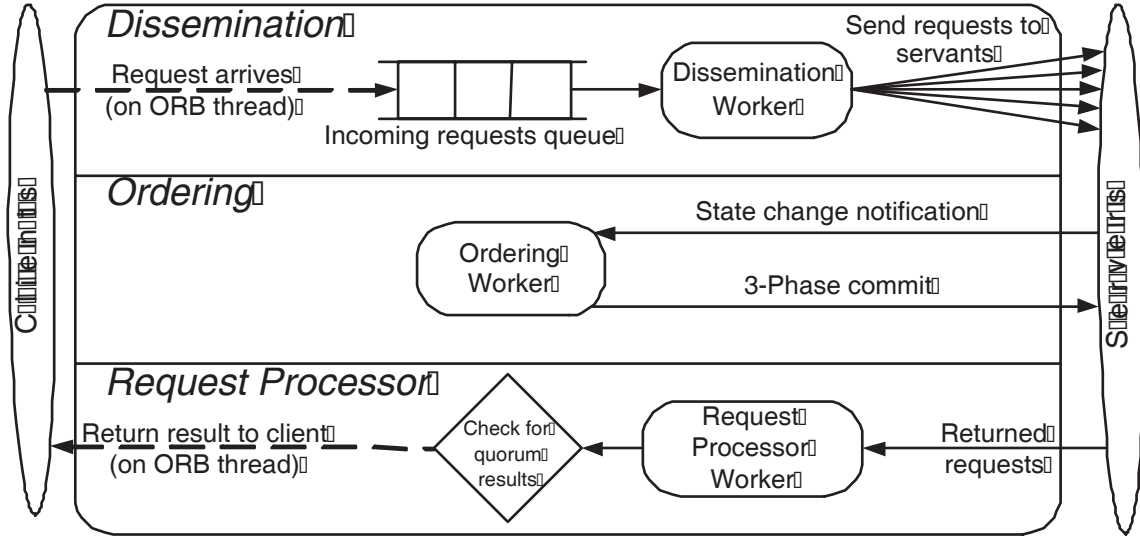 Dissemination
Send requests to
servants
Request arrives
(on ORB thread)
Dissemination
Worker
Incoming requests queue
Clients
Servers
Ordering
State change notification
Ordering
Worker
3-Phase commit
Request Processor
Return result to client
(on ORB thread)
Check for
quorum
results
Request
Processor
Worker
Returned
requests